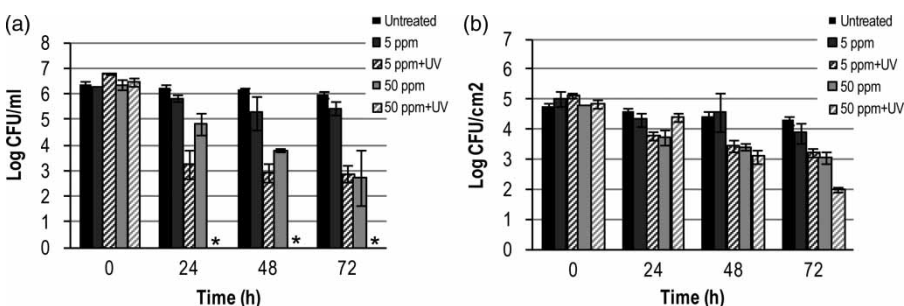 (a)
Untreated
5 ppm
5 ppm+UV
50 ppm
50 ppm+UV
Log CFU/ml
8
7
6
5
4
3
2
1
0
* * *
0 24 48 72
Time (h)
(b)
Untreated
5 ppm
5 ppm+UV
50 ppm
50 ppm+UV
Log CFU/cm2
7
6
5
4
3
2
1
0
0 24 48 72
Time (h)